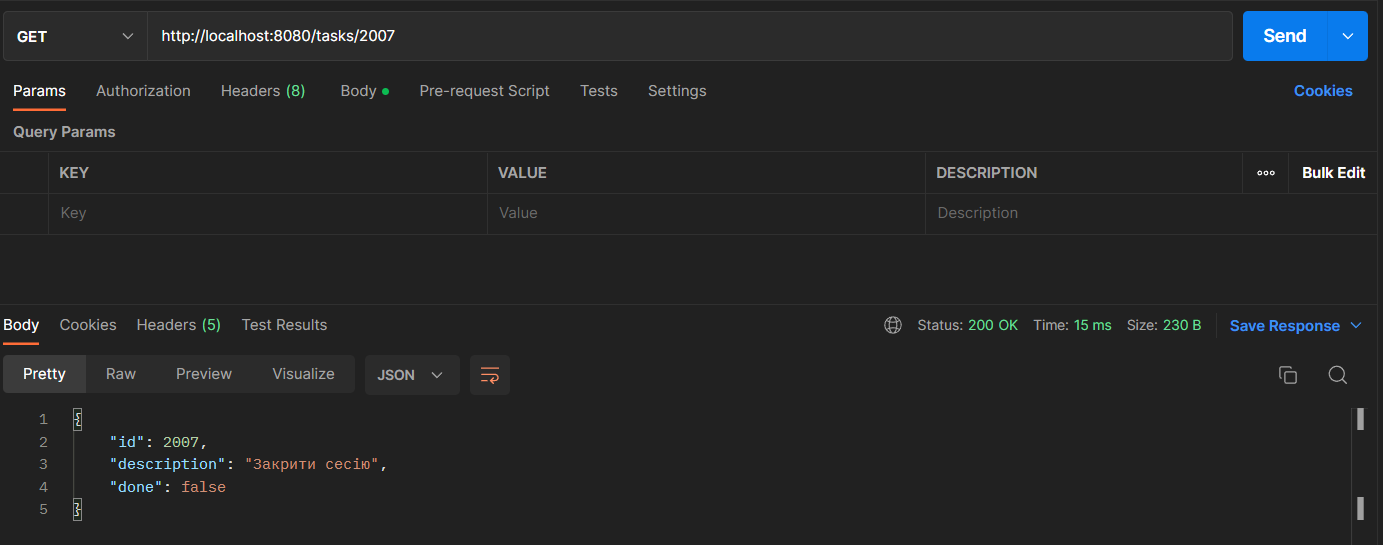 GET http://localhost:8080/tasks/2007 Send
Params Authorization Headers (8) Body Pre-request Script Tests Settings Cookies
Query Params
KEY VALUE DESCRIPTION Bulk Edit
Key Value Description
Body Cookies Headers (5) Test Results Status: 200 OK Time: 15 ms Size: 230 B Save Response
Pretty Raw Preview Visualize JSON
1 {
2 "id": 2007,
3 "description": "Закрити сесію",
4 "done": false
5 }